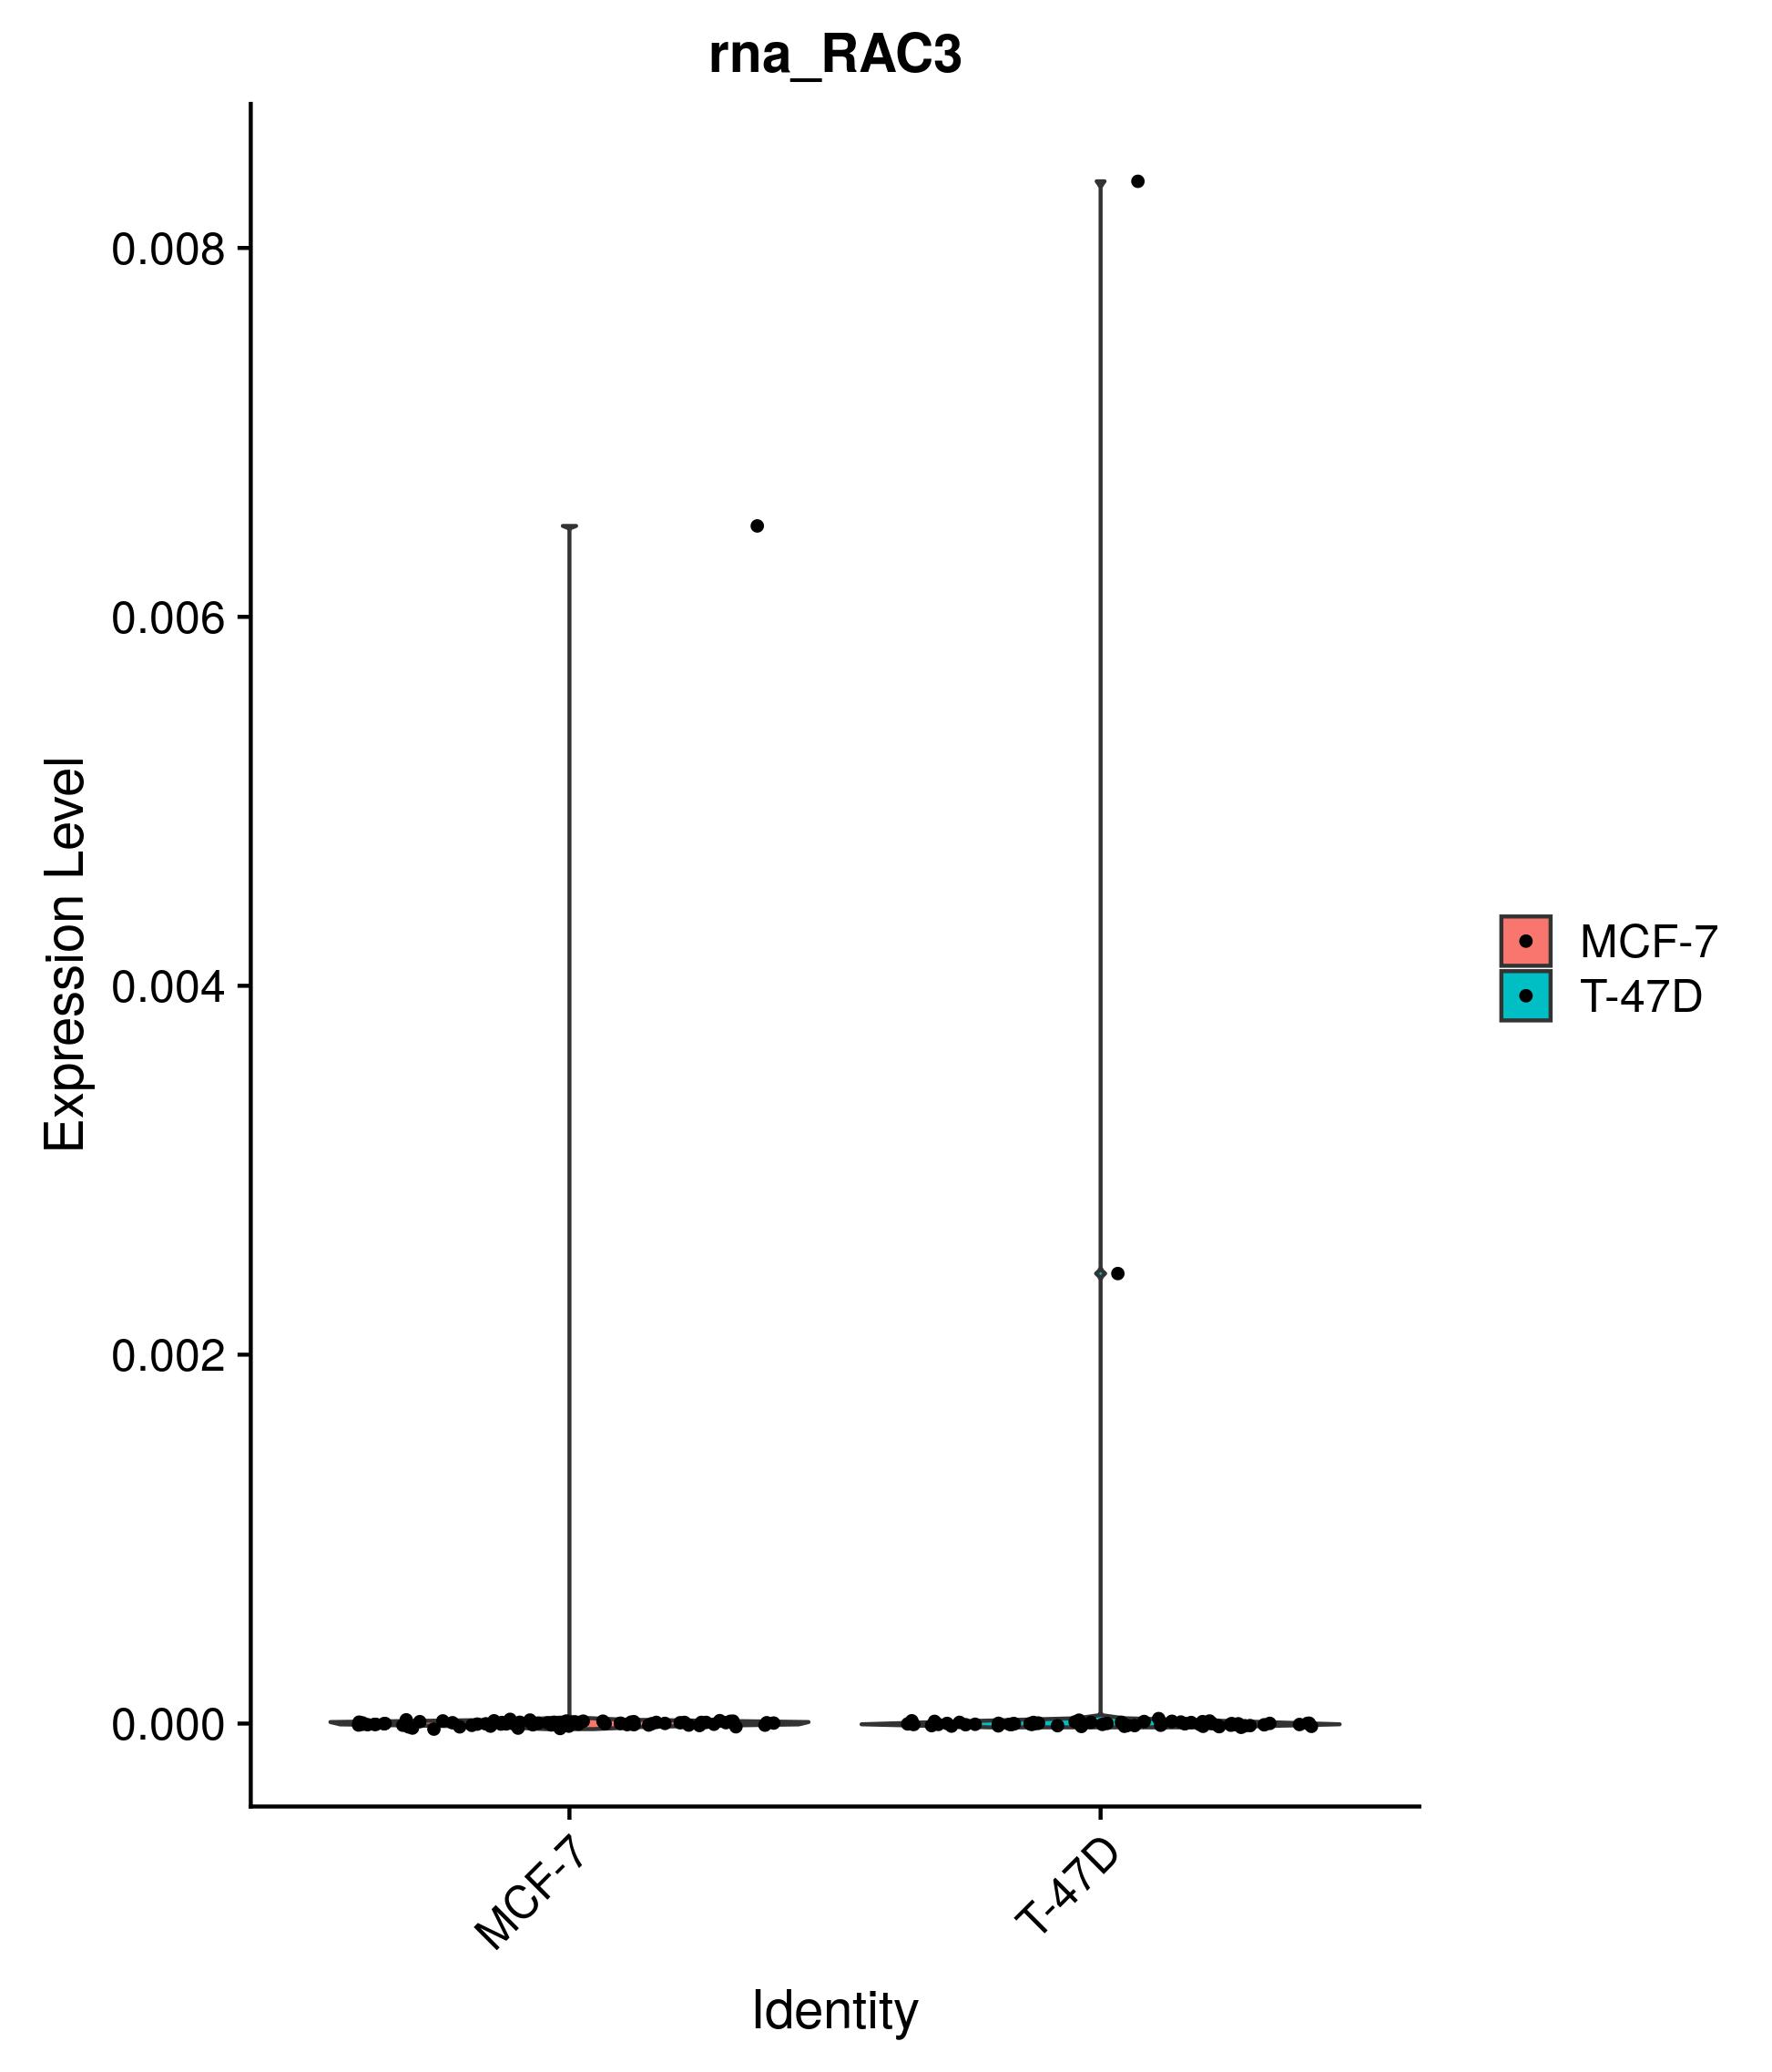 rna_RAC3
Expression Level
0.008
0.006
0.004
0.002
0.000
MCF-7
T-47D
Identity
MCF-7
T-47D